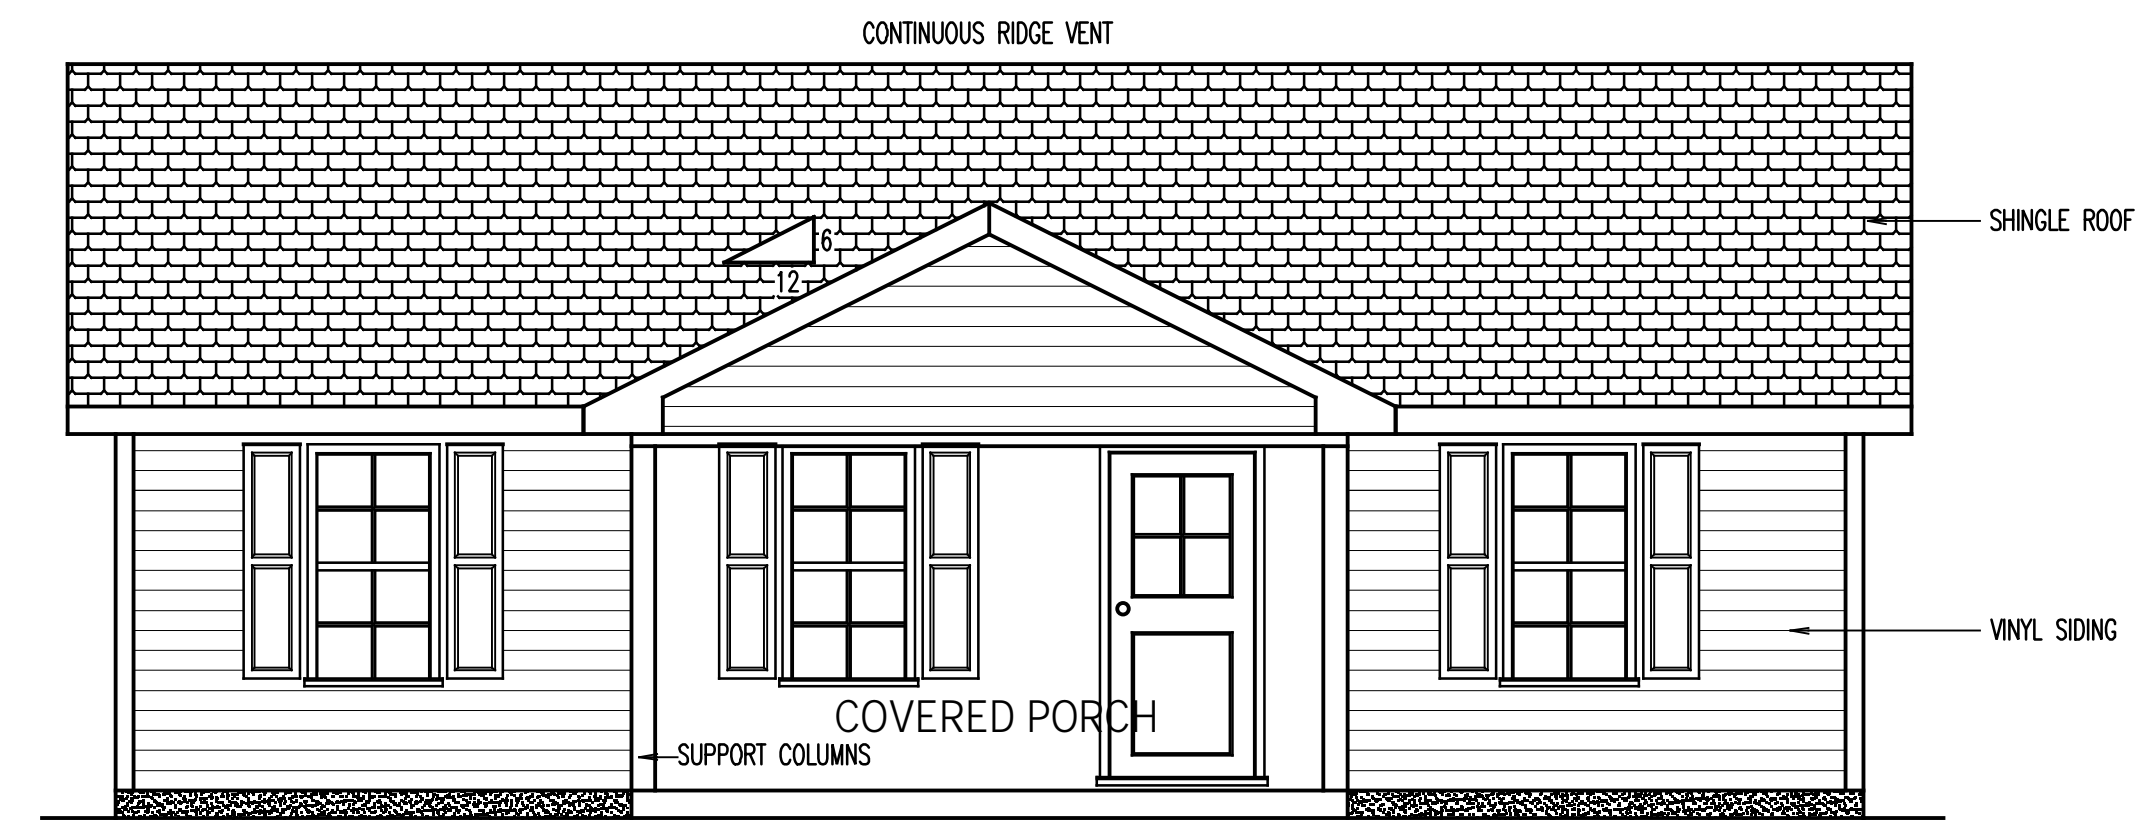 CONTINUOUS RIDGE VENT
SHINGLE ROOF
6
12
VINYL SIDING
COVERED PORCH
SUPPORT COLUMNS